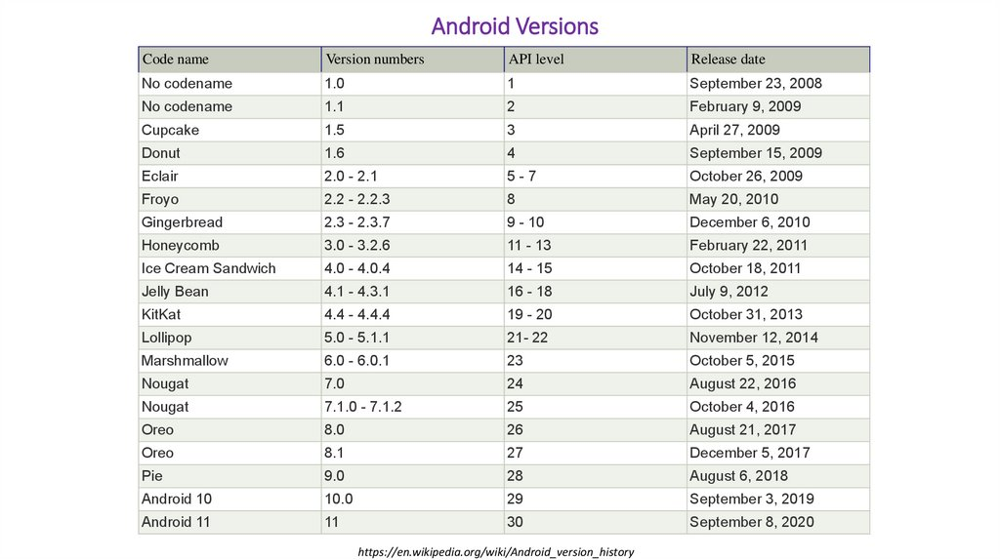 Android Versions
Code name Version numbers API level Release date
No codename 1.0 1 September 23, 2008
No codename 1.1 2 February 9, 2009
Cupcake 1.5 3 April 27, 2009
Donut 1.6 4 September 15, 2009
Eclair 2.0 - 2.1 5 - 7 October 26, 2009
Froyo 2.2 - 2.2.3 8 May 20, 2010
Gingerbread 2.3 - 2.3.7 9 - 10 December 6, 2010
Honeycomb 3.0 - 3.2.6 11 - 13 February 22, 2011
Ice Cream Sandwich 4.0 - 4.0.4 14 - 15 October 18, 2011
Jelly Bean 4.1 - 4.3.1 16 - 18 July 9, 2012
KitKat 4.4 - 4.4.4 19 - 20 October 31, 2013
Lollipop 5.0 - 5.1.1 21- 22 November 12, 2014
Marshmallow 6.0 - 6.0.1 23 October 5, 2015
Nougat 7.0 24 August 22, 2016
Nougat 7.1.0 - 7.1.2 25 October 4, 2016
Oreo 8.0 26 August 21, 2017
Oreo 8.1 27 December 5, 2017
Pie 9.0 28 August 6, 2018
Android 10 10.0 29 September 3, 2019
Android 11 11 30 September 8, 2020
https://en.wikipedia.org/wiki/Android_version_history